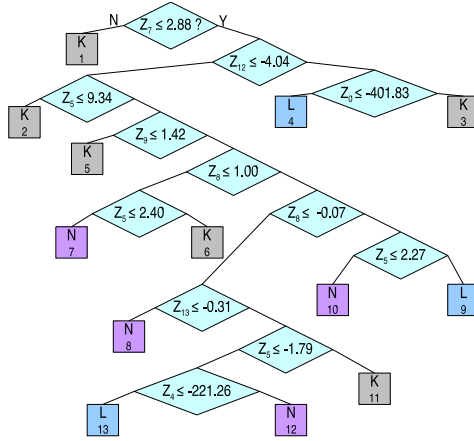 N Z7 ≤ 2.88 ? Y
K
1
Z12 ≤ -4.04
Z5 ≤ 9.34
Z0 ≤ -401.83
K
2
L
4
K
3
Z9 ≤ 1.42
K
5
Z8 ≤ 1.00
Z5 ≤ 2.40
Z8 ≤ -0.07
N
7
K
6
Z5 ≤ 2.27
N
10
L
9
Z13 ≤ -0.31
N
8
Z5 ≤ -1.79
Z4 ≤ -221.26
K
11
L
13
N
12